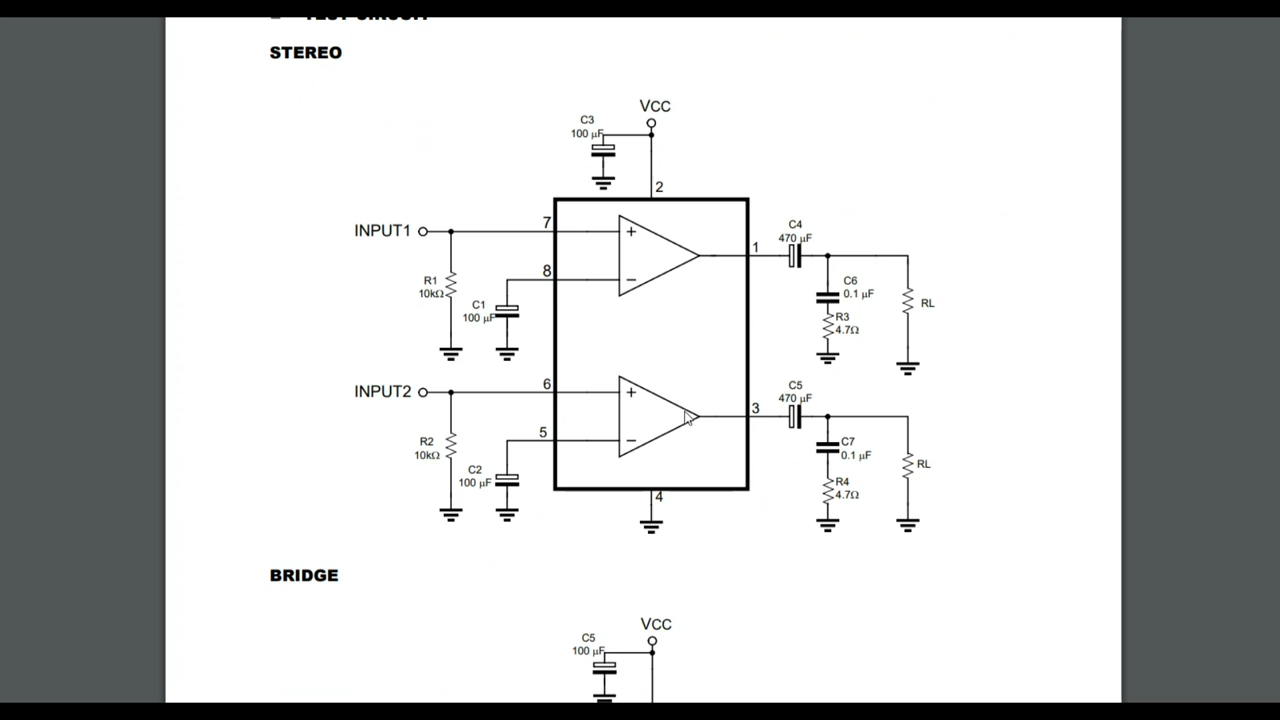 TEST CIRCUIT
STEREO
VCC
C3
100 µF
2
INPUT1
7
+
R1
10kΩ
8
−
C1
100 µF
1
C4
470 µF
C6
0.1 µF
R3
4.7Ω
RL
INPUT2
6
+
R2
10kΩ
5
−
C2
100 µF
3
C5
470 µF
C7
0.1 µF
R4
4.7Ω
RL
4
BRIDGE
VCC
C5
100 µF